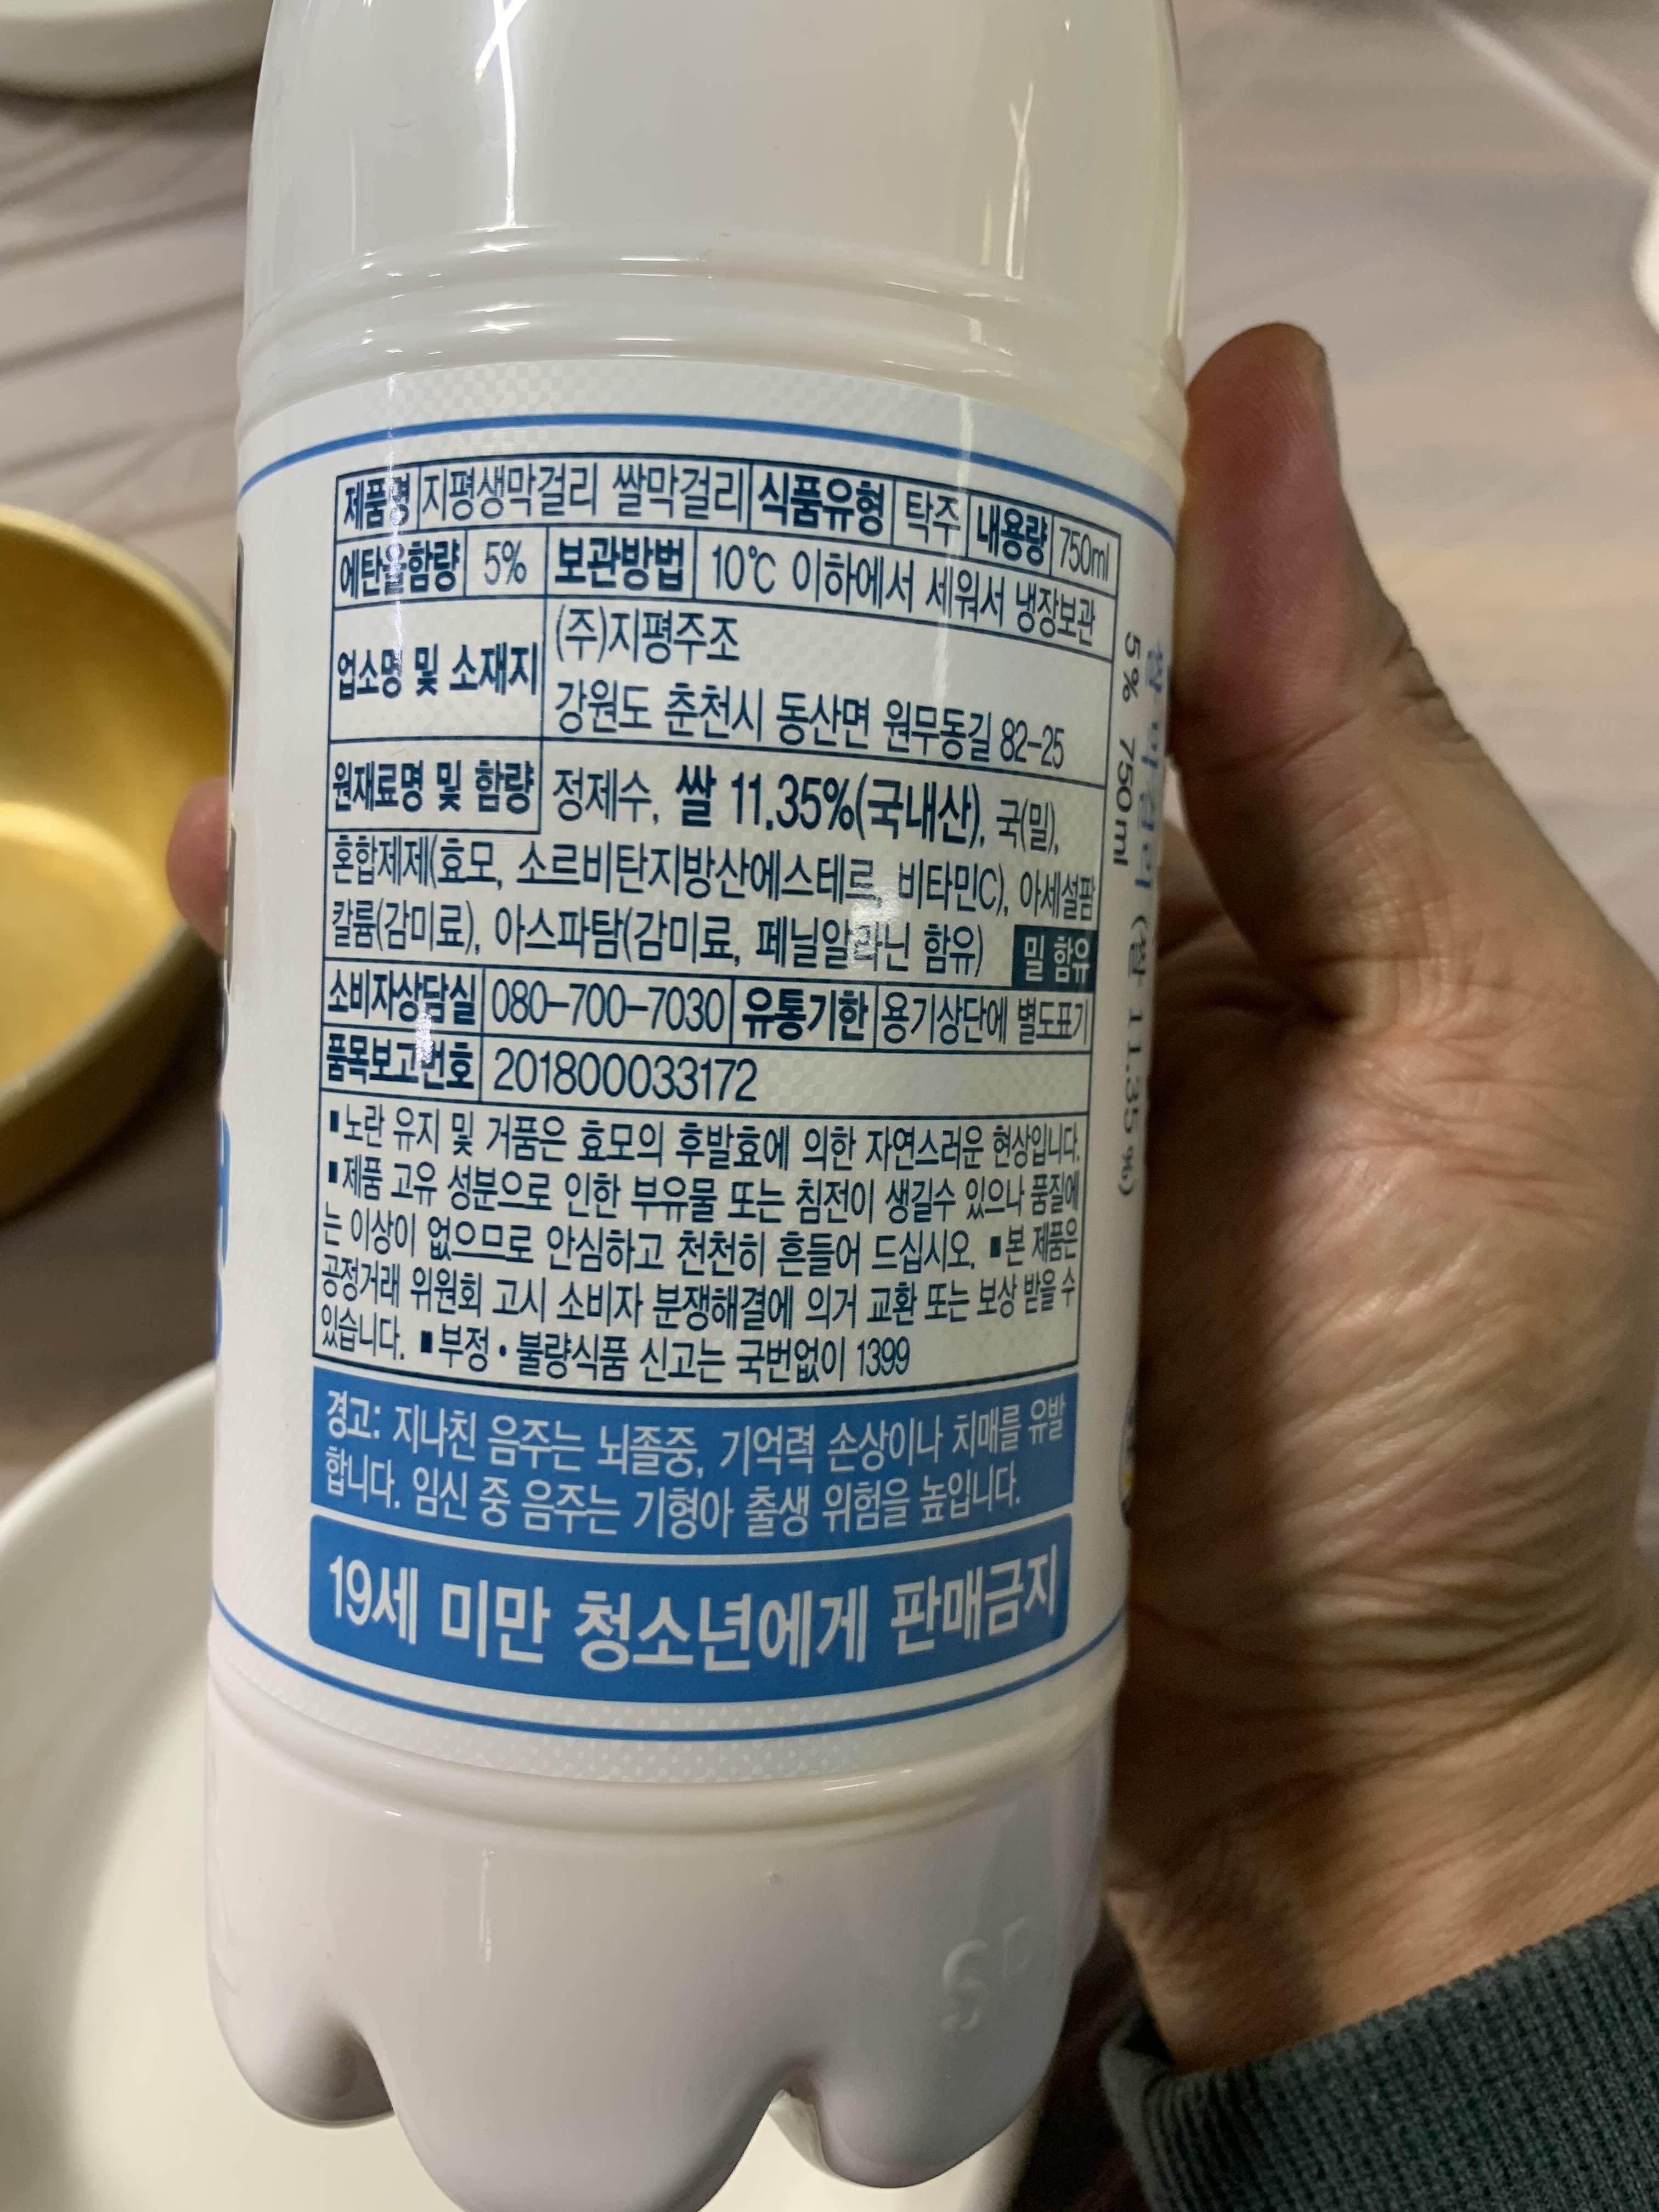 제품명 지평생막걸리 쌀막걸리 식품유형 탁주 내용량 750ml
에탄올함량 5% 보관방법 10℃ 이하에서 세워서 냉장보관
업소명 및 소재지 (주)지평주조
강원도 춘천시 동산면 원무동길 82-25
원재료명 및 함량 정제수, 쌀 11.35%(국내산), 국(밀),
혼합제제(효모, 소르비탄지방산에스테르, 비타민C), 아세설팜
칼륨(감미료), 아스파탐(감미료, 페닐알라닌 함유) 밀 함유
소비자상담실 080-700-7030 유통기한 용기상단에 별도표기
품목보고번호 201800033172
▪노란 유지 및 거품은 효모의 후발효에 의한 자연스러운 현상입니다.
▪제품 고유 성분으로 인한 부유물 또는 침전이 생길수 있으나 품질에
는 이상이 없으므로 안심하고 천천히 흔들어 드십시오. ▪본 제품은
공정거래 위원회 고시 소비자 분쟁해결에 의거 교환 또는 보상 받을 수
있습니다. ▪부정·불량식품 신고는 국번없이 1399
경고: 지나친 음주는 뇌졸중, 기억력 손상이나 치매를 유발
합니다. 임신 중 음주는 기형아 출생 위험을 높입니다.
19세 미만 청소년에게 판매금지
쌀막걸리 (쌀 11.35%)
5% 750ml